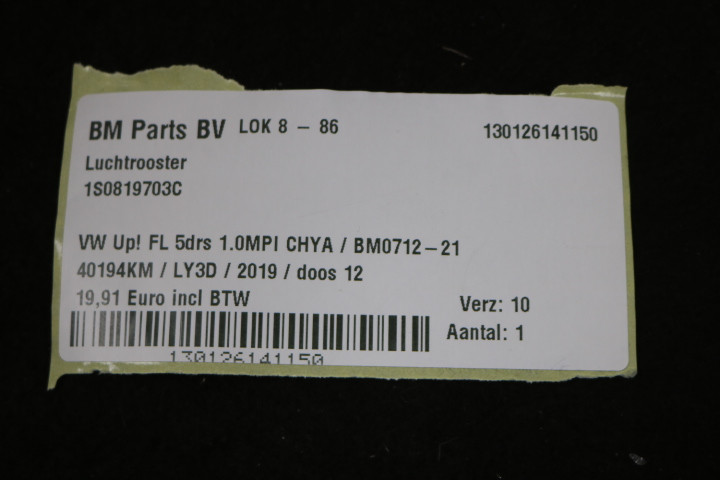 BM Parts BV LOK 8 – 86 130126141150
Luchtrooster
1S0819703C
VW Up! FL 5drs 1.0MPI CHYA / BM0712–21
40194KM / LY3D / 2019 / doos 12
19,91 Euro incl BTW Verz: 10
Aantal: 1
130126141150